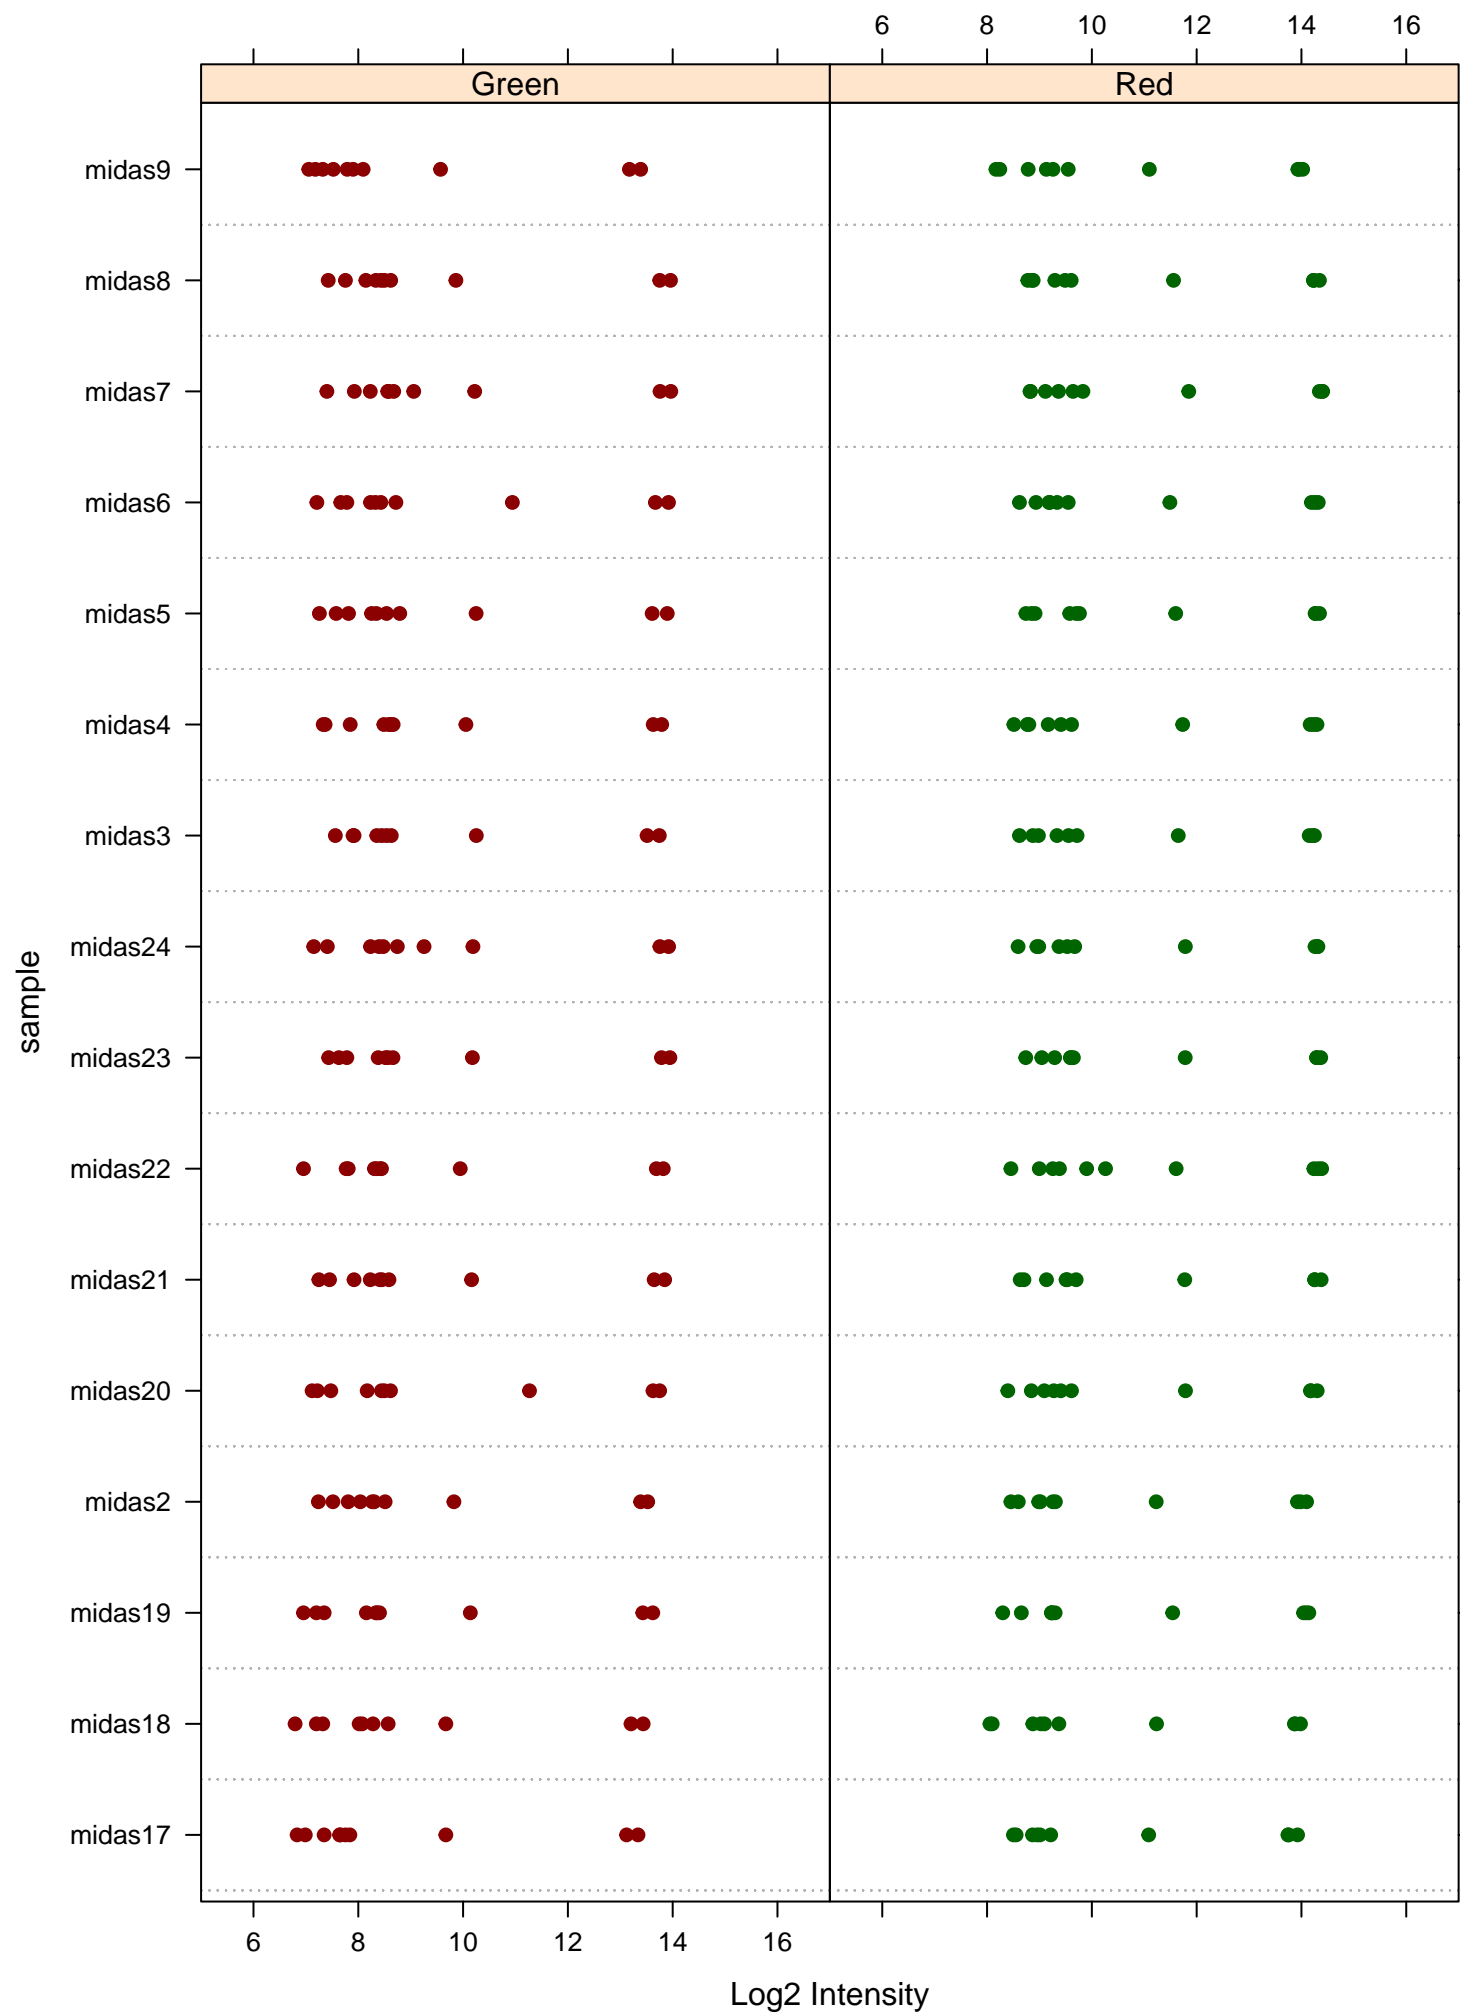 6 8 10 12 14 16
Green Red
midas9
midas8
midas7
midas6
midas5
midas4
midas3
midas24
midas23
midas22
midas21
midas20
midas2
midas19
midas18
midas17
sample
6 8 10 12 14 16
Log2 Intensity